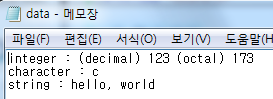 data - 메모장
파일(F) 편집(E) 서식(O) 보기(V) 도움말(H
integer : (decimal) 123 (octal) 173
character : c
string : hello, world